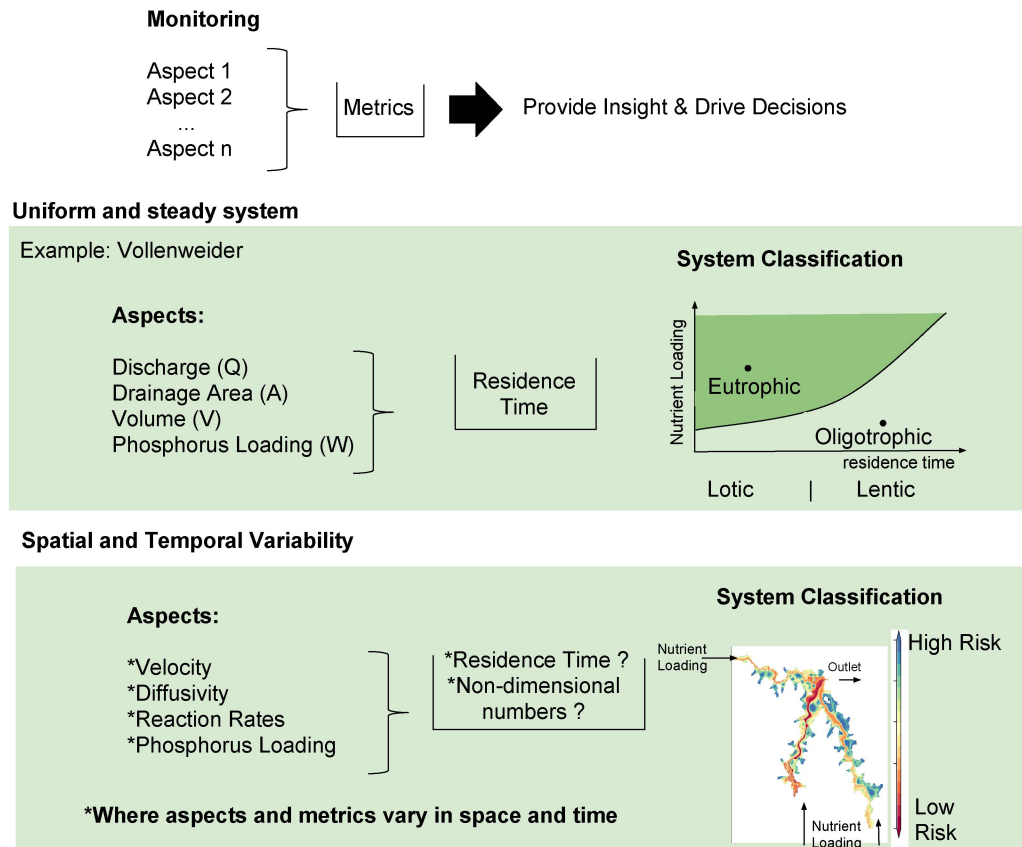 Monitoring
Aspect 1
Aspect 2
...
Aspect n
Metrics
Provide Insight & Drive Decisions
Uniform and steady system
Example: Vollenweider
Aspects:
Discharge (Q)
Drainage Area (A)
Volume (V)
Phosphorus Loading (W)
Residence
Time
System Classification
Nutrient Loading
Eutrophic
Oligotrophic
residence time
Lotic | Lentic
Spatial and Temporal Variability
Aspects:
*Velocity
*Diffusivity
*Reaction Rates
*Phosphorus Loading
*Residence Time ?
*Non-dimensional
numbers ?
*Where aspects and metrics vary in space and time
System Classification
Nutrient
Loading
Outlet
High Risk
Low
Risk
Nutrient
Loading